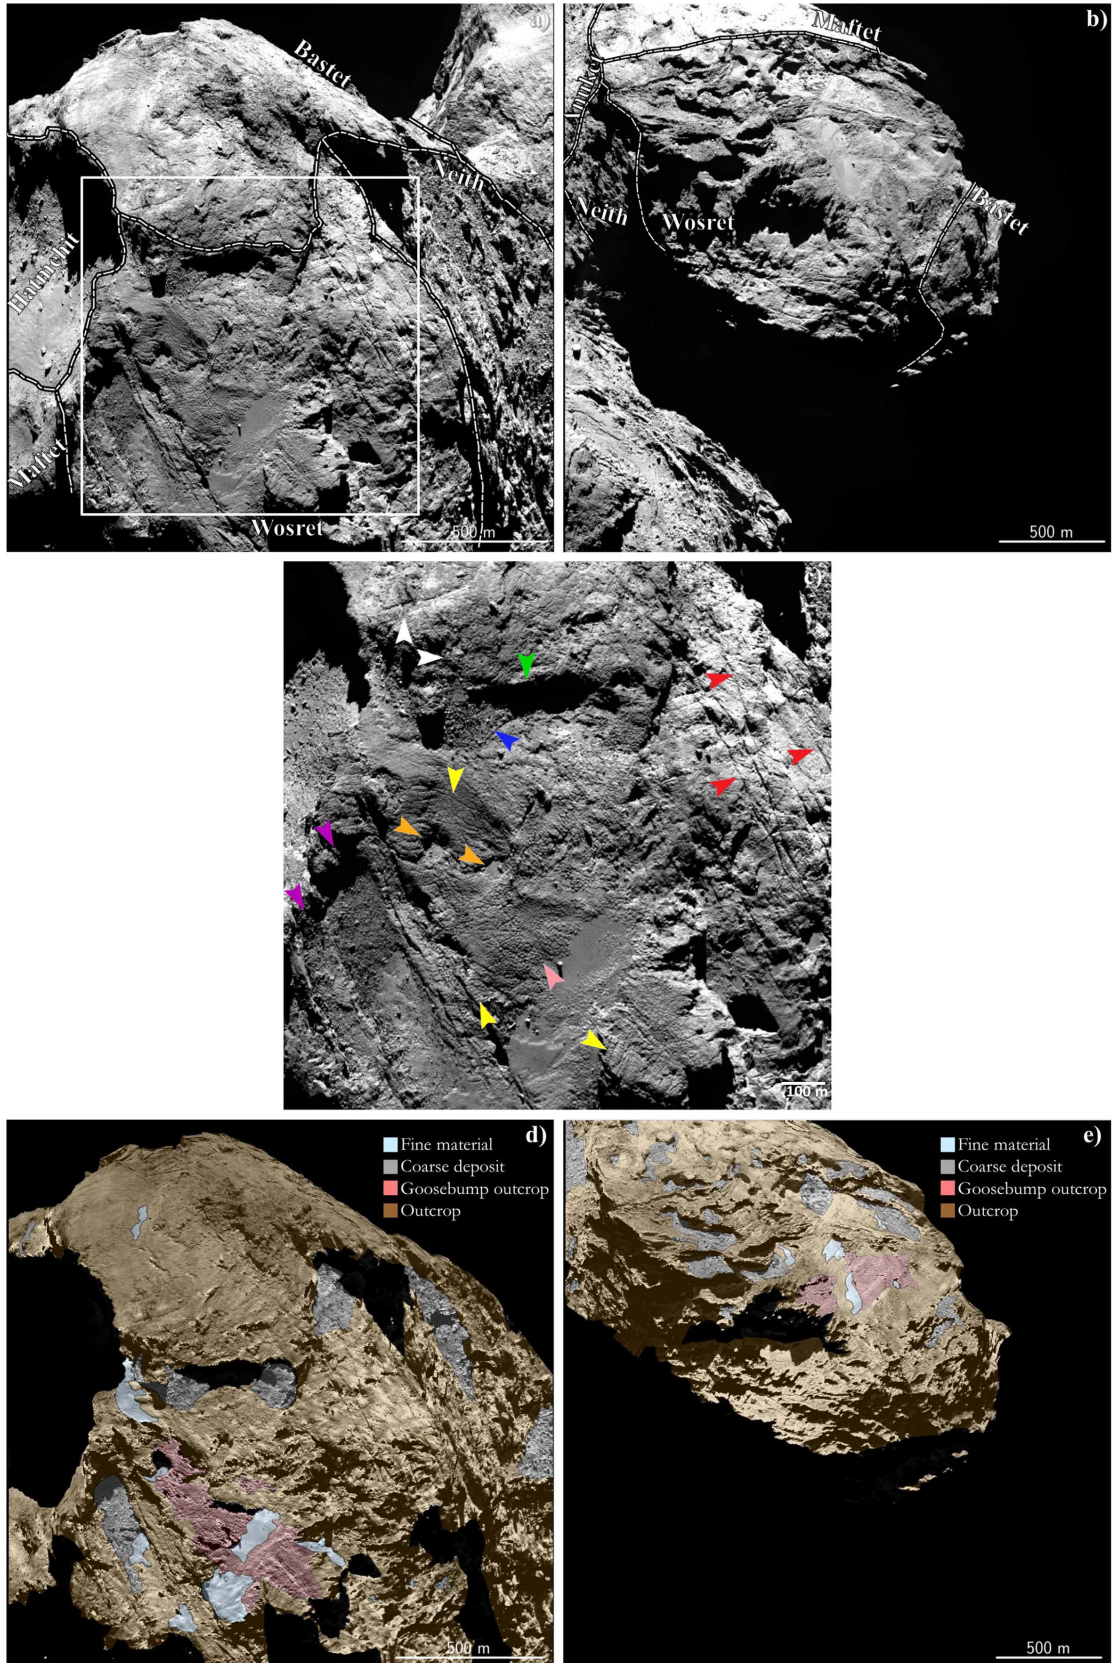 a)
Bastet
Neith
Hatmehit
Maftet
Wosret
500 m
b)
Maftet
Neith
Wosret
Bastet
500 m
c)
100 m
d)
Fine material
Coarse deposit
Goosebump outcrop
Outcrop
500 m
e)
Fine material
Coarse deposit
Goosebump outcrop
Outcrop
500 m